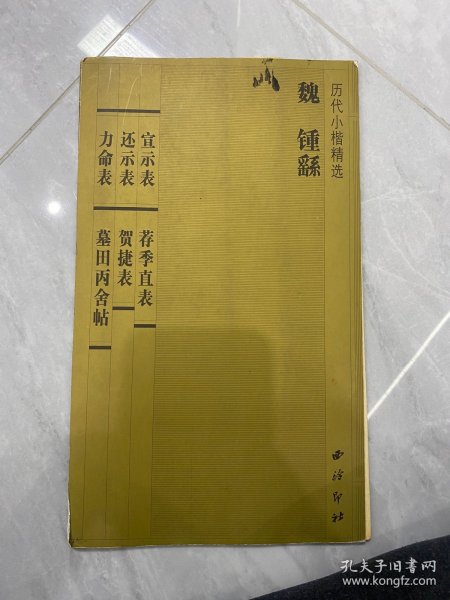 历代小楷精选
魏 锺繇
宣示表 荐季直表
还示表 贺捷表
力命表 墓田丙舍帖
西泠印社
孔夫子旧书网
www.kongfz.com